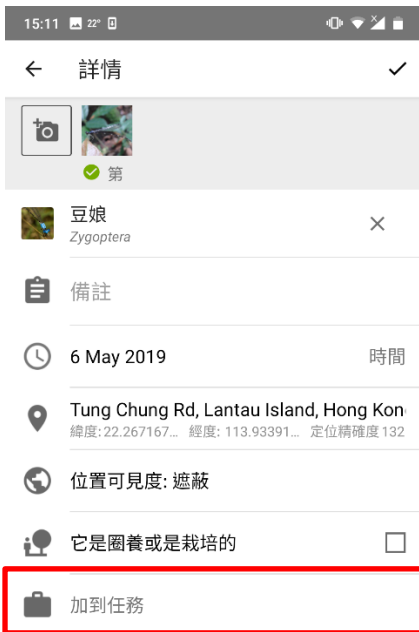 15:11 22°
詳情
第
豆娘
Zygoptera
備註
6 May 2019 時間
Tung Chung Rd, Lantau Island, Hong Kon
緯度: 22.267167... 經度: 113.93391... 定位精確度 132
位置可見度: 遮蔽
它是圈養或是栽培的
加到任務